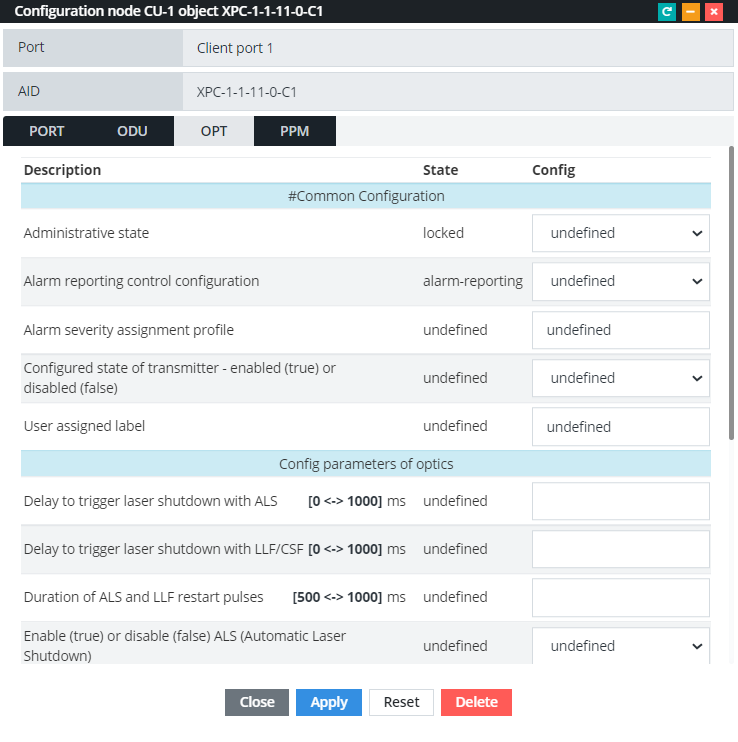 Configuration node CU-1 object XPC-1-1-11-0-C1
Port Client port 1
AID XPC-1-1-11-0-C1
PORT ODU OPT PPM
Description State Config
#Common Configuration
Administrative state locked undefined
Alarm reporting control configuration alarm-reporting undefined
Alarm severity assignment profile undefined undefined
Configured state of transmitter - enabled (true) or
disabled (false) undefined undefined
User assigned label undefined undefined
Config parameters of optics
Delay to trigger laser shutdown with ALS [0 <-> 1000] ms undefined
Delay to trigger laser shutdown with LLF/CSF [0 <-> 1000] ms undefined
Duration of ALS and LLF restart pulses [500 <-> 1000] ms undefined
Enable (true) or disable (false) ALS (Automatic Laser
Shutdown) undefined undefined
Close Apply Reset Delete